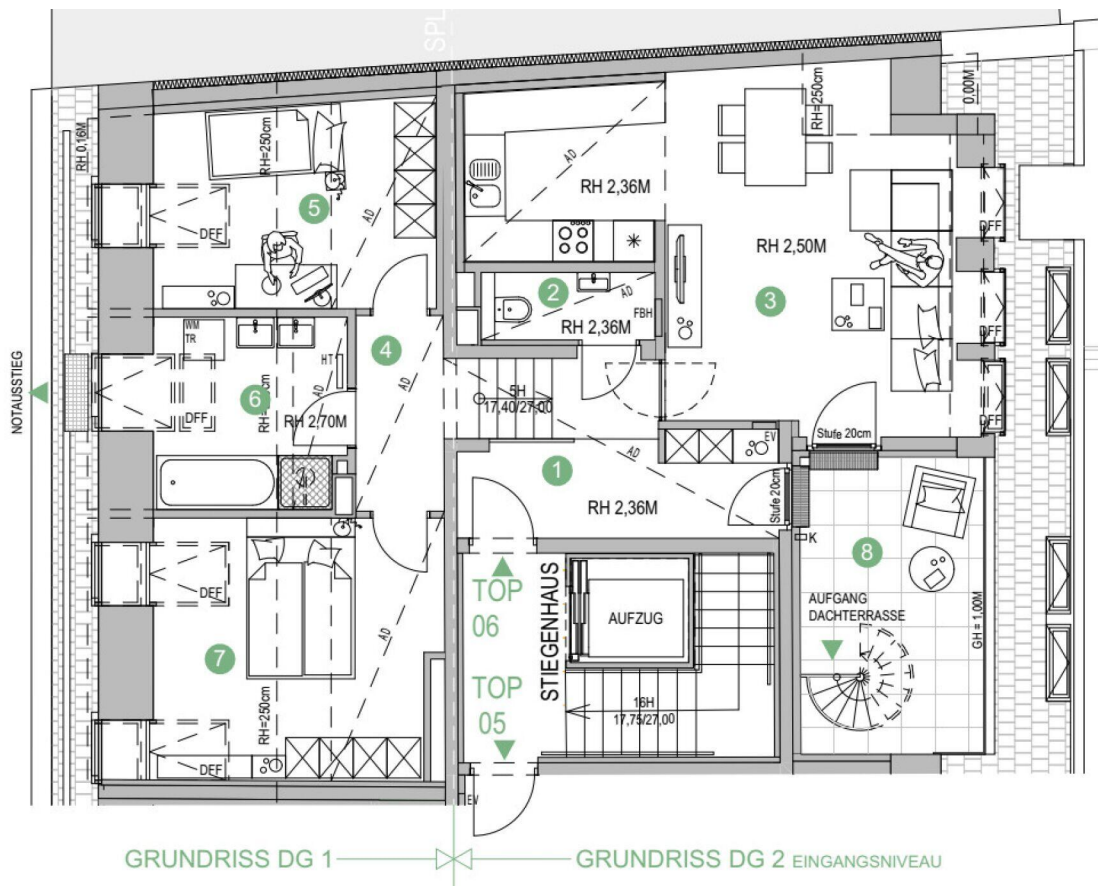 SPL
RH 0,16M
RH=250cm
5
DFF
AD
AD
RH 2,36M
RH=250cm
0.00M
RH 2,50M
DFF
3
2
AD
FBH
RH 2,36M
DFF
NOTAUSSTIEG
WM
TR
HT
4
6
DFF
RH 2,70M
AD
AD
5H
17,40/27,00
AD
EV
Stufe 20cm
DFF
1
RH 2,36M
Stufe 20cm
K
8
DFF
7
AD
RH=250cm
DFF
TOP
06
TOP
05
STIEGENHAUS
AUFZUG
16H
17,75/27,00
AUFGANG
DACHTERRASSE
GH = 1,00M
EV
GRUNDRISS DG 1
GRUNDRISS DG 2 EINGANGSNIVEAU